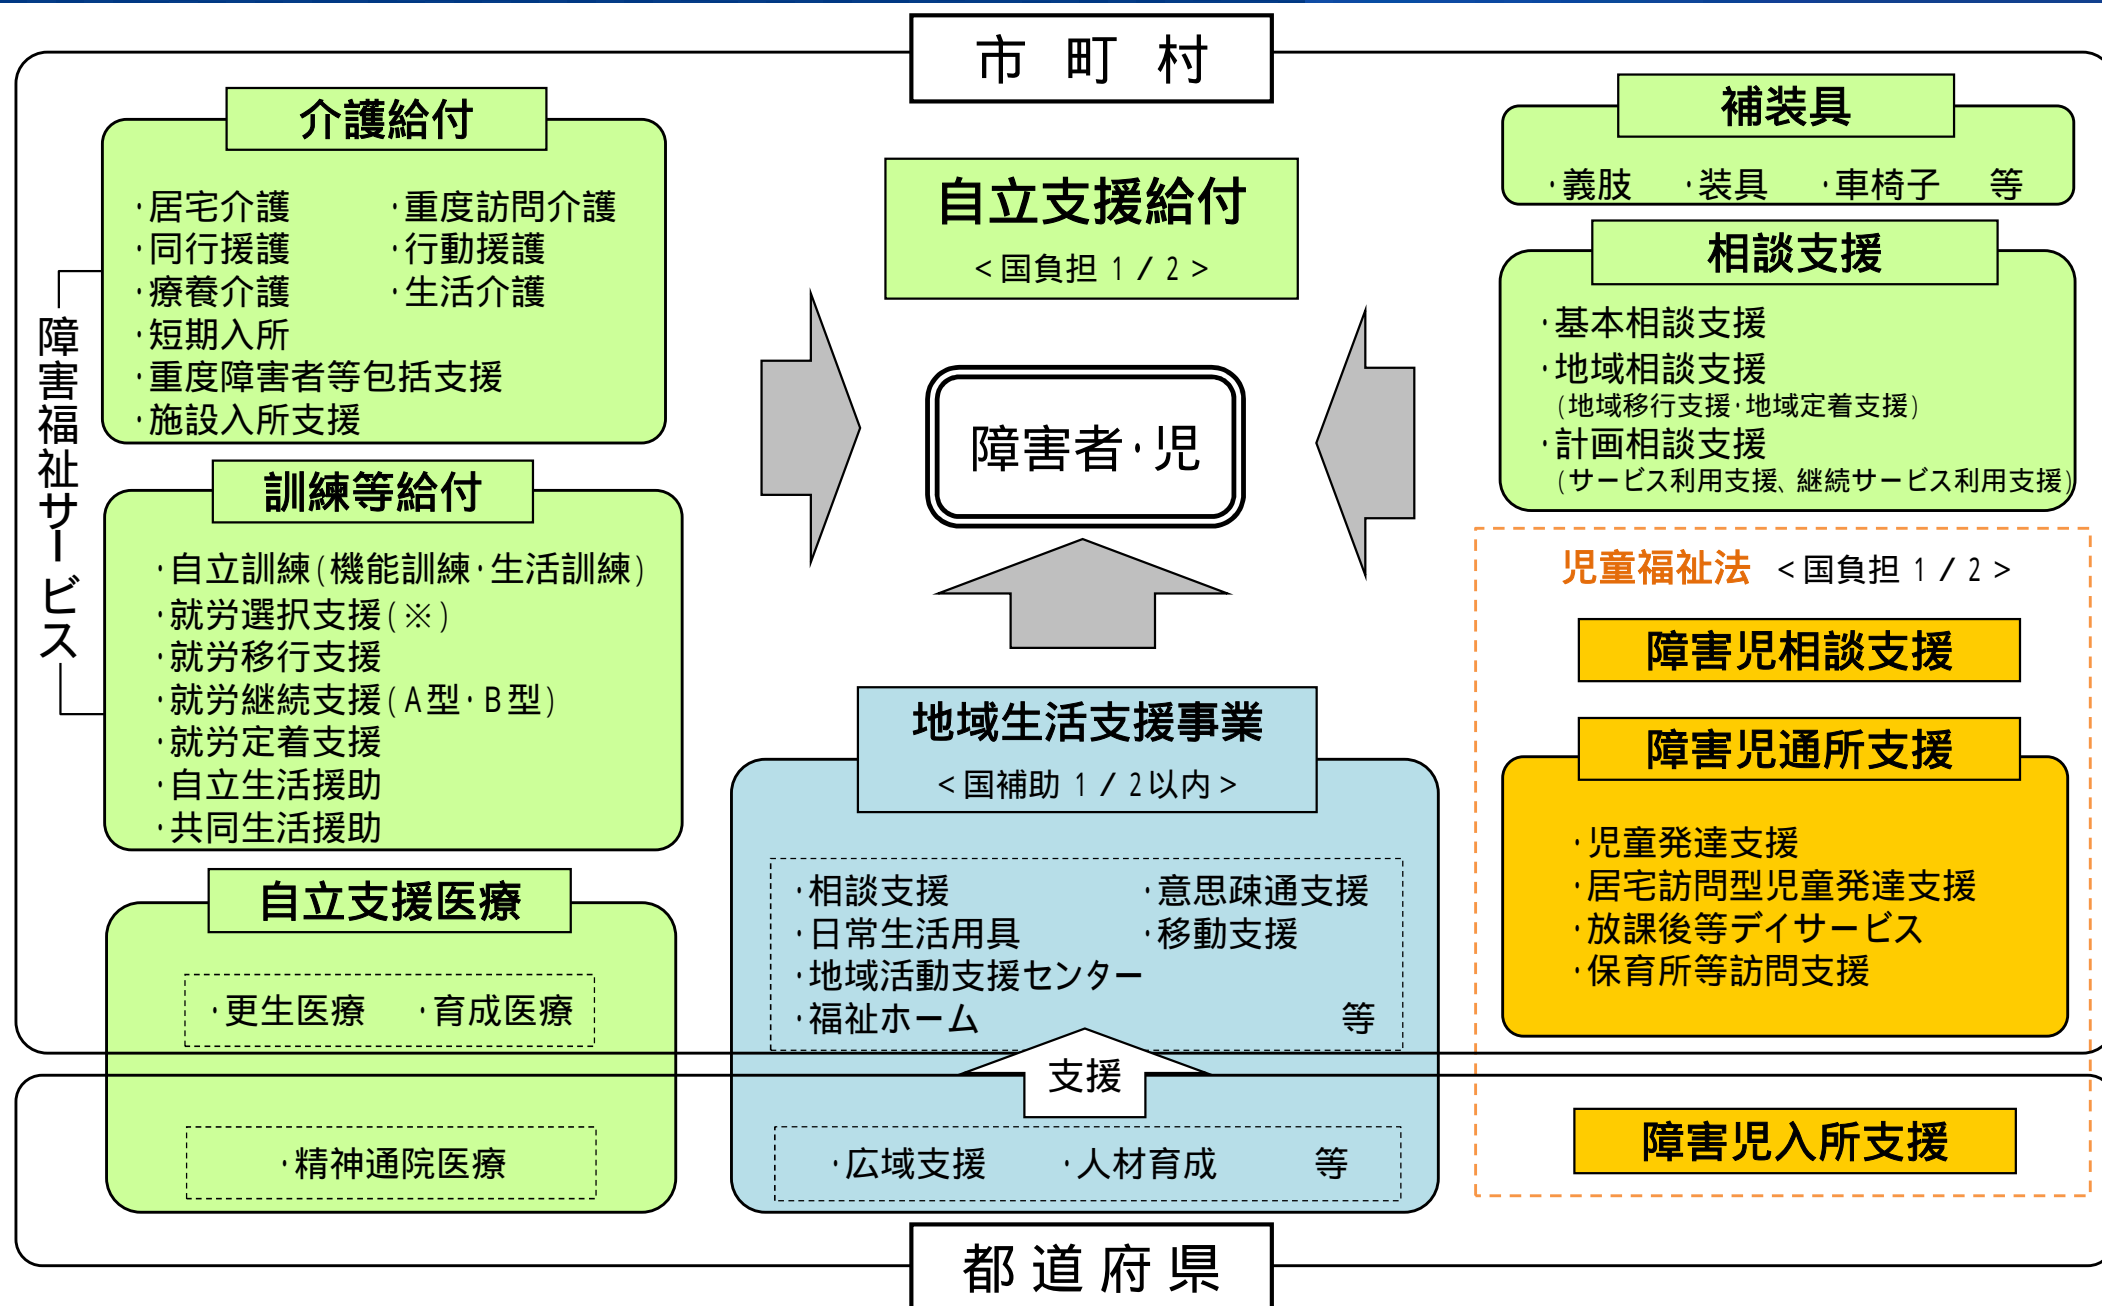 市町村
介護給付
・居宅介護 ・重度訪問介護
・同行援護 ・行動援護
・療養介護 ・生活介護
・短期入所
・重度障害者等包括支援
・施設入所支援
障害福祉サービス
訓練等給付
・自立訓練(機能訓練・生活訓練)
・就労選択支援(※)
・就労移行支援
・就労継続支援(A型・B型)
・就労定着支援
・自立生活援助
・共同生活援助
自立支援医療
・更生医療 ・育成医療
・精神通院医療
自立支援給付
<国負担 1/2>
障害者・児
地域生活支援事業
<国補助 1/2以内>
・相談支援 ・意思疎通支援
・日常生活用具 ・移動支援
・地域活動支援センター
・福祉ホーム 等
支援
・広域支援 ・人材育成 等
補装具
・義肢 ・装具 ・車椅子 等
相談支援
・基本相談支援
・地域相談支援
(地域移行支援・地域定着支援)
・計画相談支援
(サービス利用支援、継続サービス利用支援)
児童福祉法 <国負担 1/2>
障害児相談支援
障害児通所支援
・児童発達支援
・居宅訪問型児童発達支援
・放課後等デイサービス
・保育所等訪問支援
障害児入所支援
都道府県